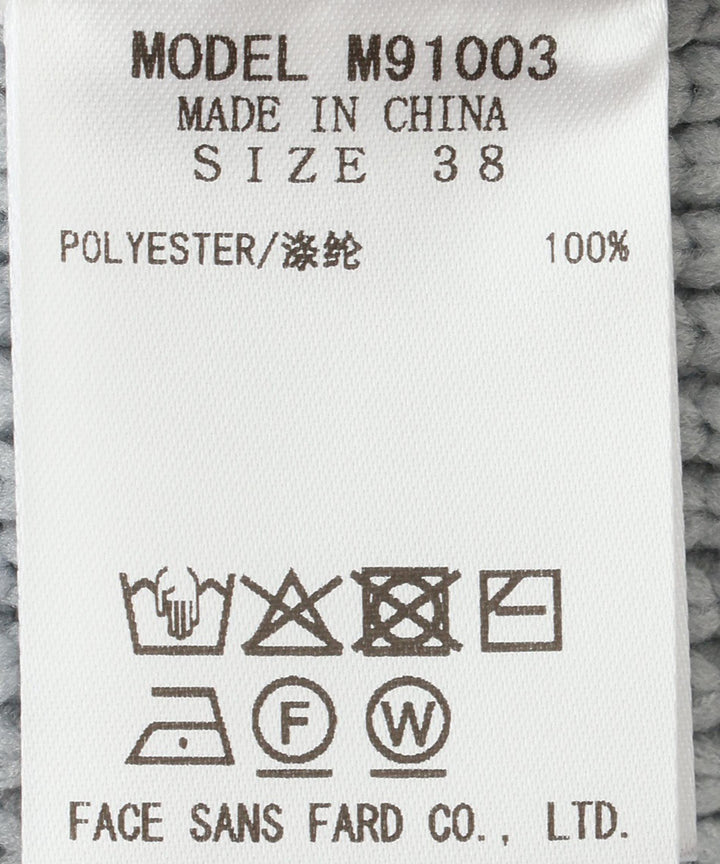 MODEL M91003
MADE IN CHINA
SIZE 38
POLYESTER/涤纶 100%
F W
FACE SANS FARD CO., LTD.